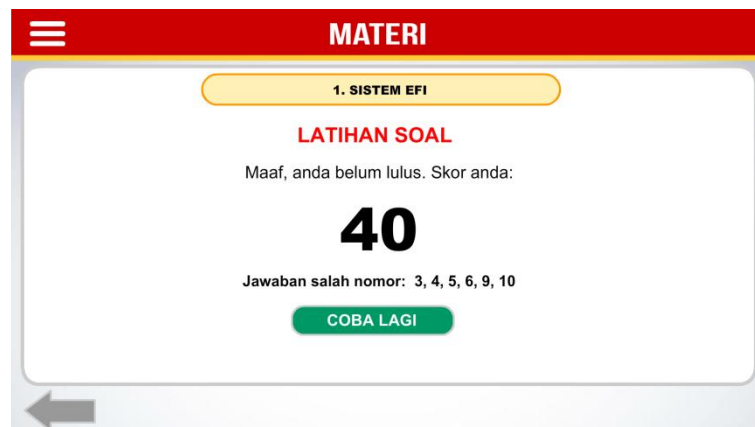 MATERI
1. SISTEM EFI
LATIHAN SOAL
Maaf, anda belum lulus. Skor anda:
40
Jawaban salah nomor: 3, 4, 5, 6, 9, 10
COBA LAGI